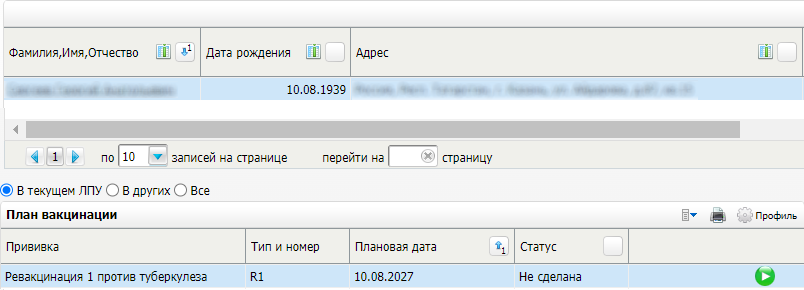 Фамилия,Имя,Отчество 1 Дата рождения Адрес
10.08.1939
1 по 10 записей на странице перейти на страницу
В текущем ЛПУ В других Все
План вакцинации Профиль
Прививка Тип и номер Плановая дата 1 Статус
Ревакцинация 1 против туберкулеза R1 10.08.2027 Не сделана